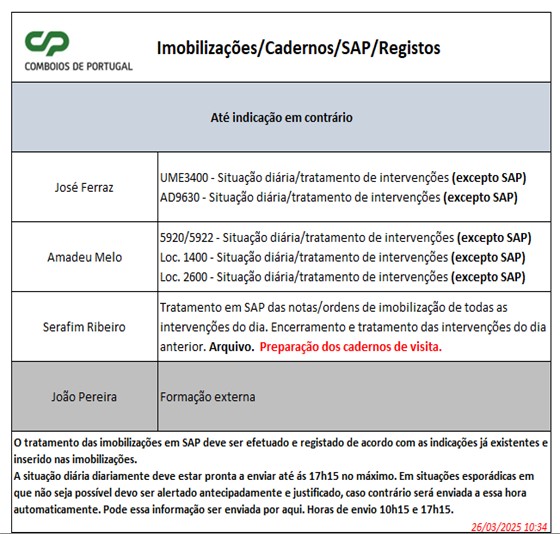 CP
COMBOIOS DE PORTUGAL
Imobilizações/Cadernos/SAP/Registos
Até indicação em contrário
José Ferraz
UME3400 - Situação diária/tratamento de intervenções (excepto SAP)
AD9630 - Situação diária/tratamento de intervenções (excepto SAP)
Amadeu Melo
5920/5922 - Situação diária/tratamento de intervenções (excepto SAP)
Loc. 1400 - Situação diária/tratamento de intervenções (excepto SAP)
Loc. 2600 - Situação diária/tratamento de intervenções (excepto SAP)
Serafim Ribeiro
Tratamento em SAP das notas/ordens de imobilização de todas as
intervenções do dia. Encerramento e tratamento das intervenções do dia
anterior. Arquivo. Preparação dos cadernos de visita.
João Pereira
Formação externa
O tratamento das imobilizações em SAP deve ser efetuado e registado de acordo com as indicações já existentes e
inserido nas imobilizações.
A situação diária diariamente deve estar pronta a enviar até ás 17h15 no máximo. Em situações esporádicas em
que não seja possível devo ser alertado antecipadamente e justificado, caso contrário será enviada a essa hora
automaticamente. Pode essa informação ser enviada por aqui. Horas de envio 10h15 e 17h15.
26/03/2025 10:34